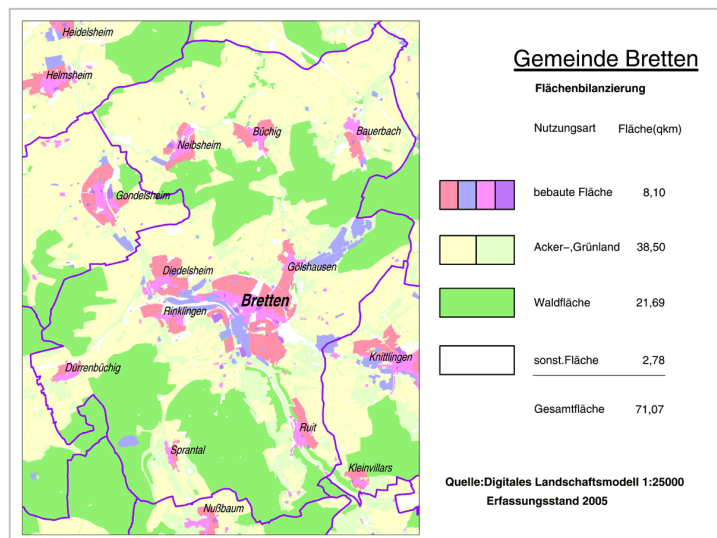 Heidelsheim
Helmsheim
Neibsheim
Büchig
Bauerbach
Gondelsheim
Diedelsheim
Gölshausen
Bretten
Rinklingen
Knittlingen
Dürrenbüchig
Ruit
Sprantal
Kleinvillars
Nußbaum
Gemeinde Bretten
Flächenbilanzierung
Nutzungsart Fläche(qkm)
bebaute Fläche 8,10
Acker–,Grünland 38,50
Waldfläche 21,69
sonst.Fläche 2,78
Gesamtfläche 71,07
Quelle:Digitales Landschaftsmodell 1:25000
Erfassungsstand 2005